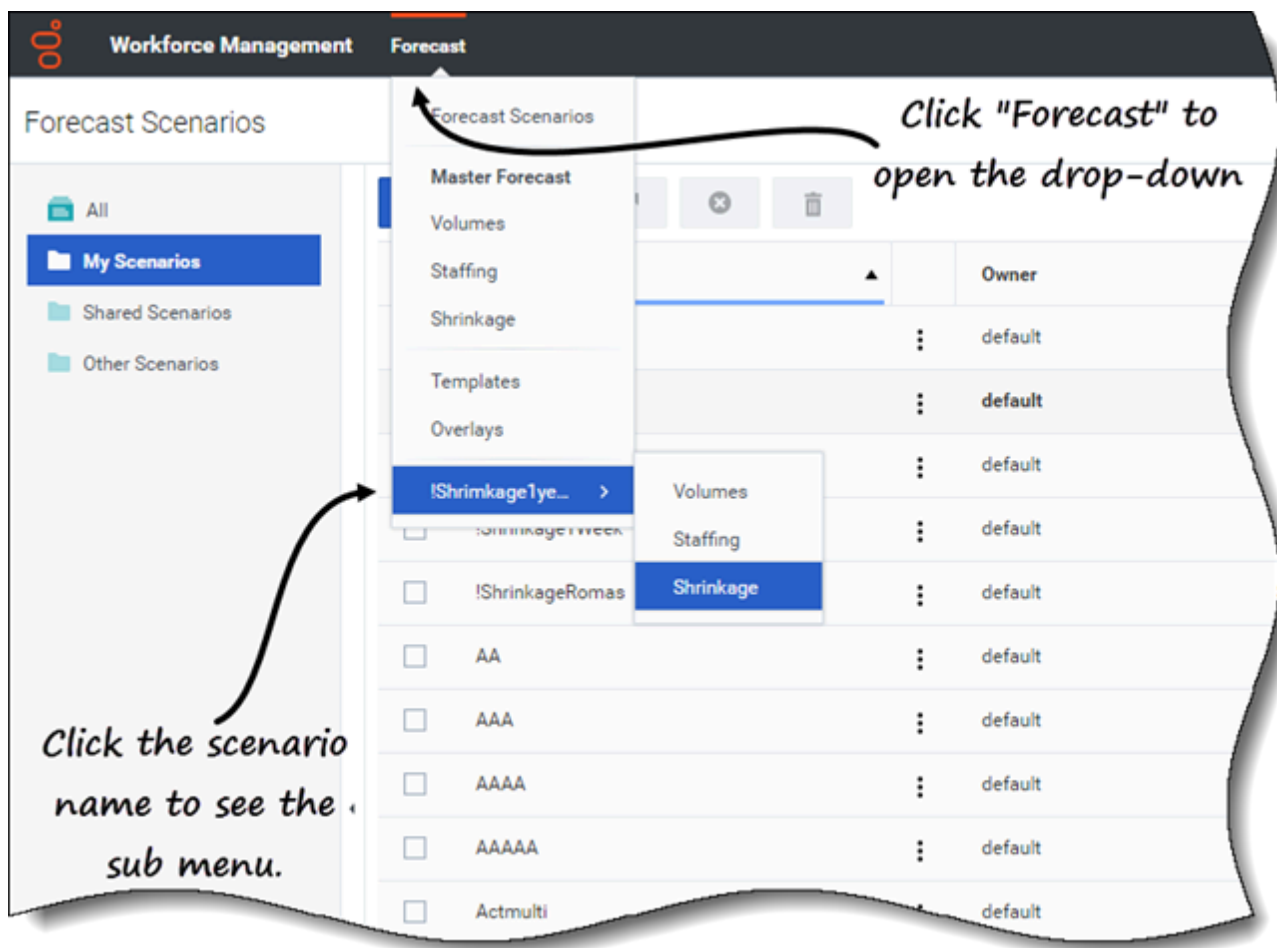 Workforce Management Forecast
Forecast Scenarios
Forecast Scenarios
Click "Forecast" to
open the drop-down
Master Forecast
Volumes
Staffing
Shrinkage
Templates
Overlays
!Shrimkage1ye... >
Volumes
Staffing
Shrinkage
All
My Scenarios
Shared Scenarios
Other Scenarios
Owner
default
default
default
!Shrinkage1Week default
!ShrinkageRomas default
AA default
AAA default
AAAA default
AAAAA default
Actmulti default
Click the scenario
name to see the
sub menu.